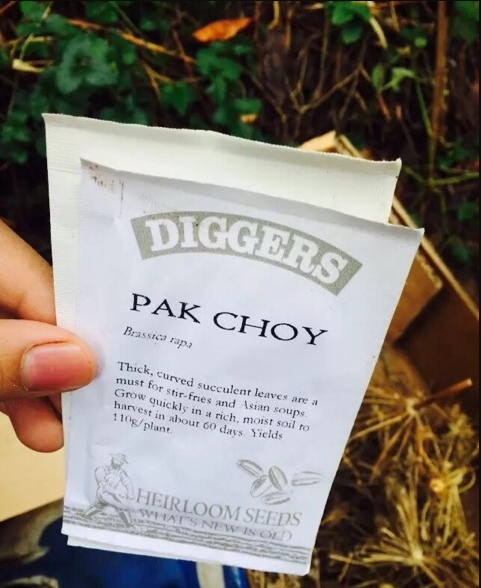 DIGGERS
PAK CHOY
Brassica rapa
Thick, curved succulent leaves are a
must for stir-fries and Asian soups.
Grow quickly in a rich, moist soil to
harvest in about 60 days. Yields
110g/plant.
HEIRLOOM SEEDS
WHAT'S NEW IS OLD